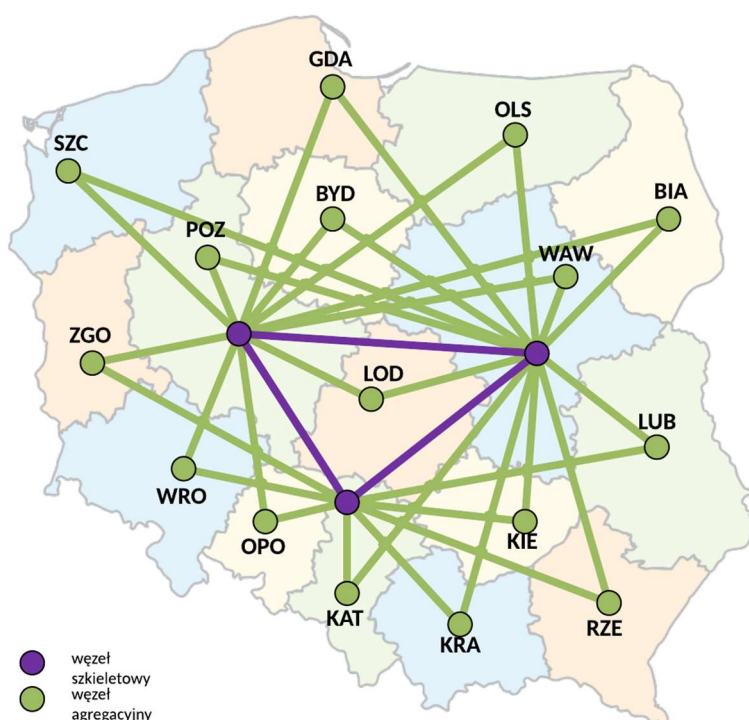 GDA
OLS
SZC
BYD
BIA
POZ
WAW
ZGO
LOD
LUB
WRO
OPO
KIE
KAT
KRA
RZE
węzeł
szkieletowy
węzeł
agregacyjny